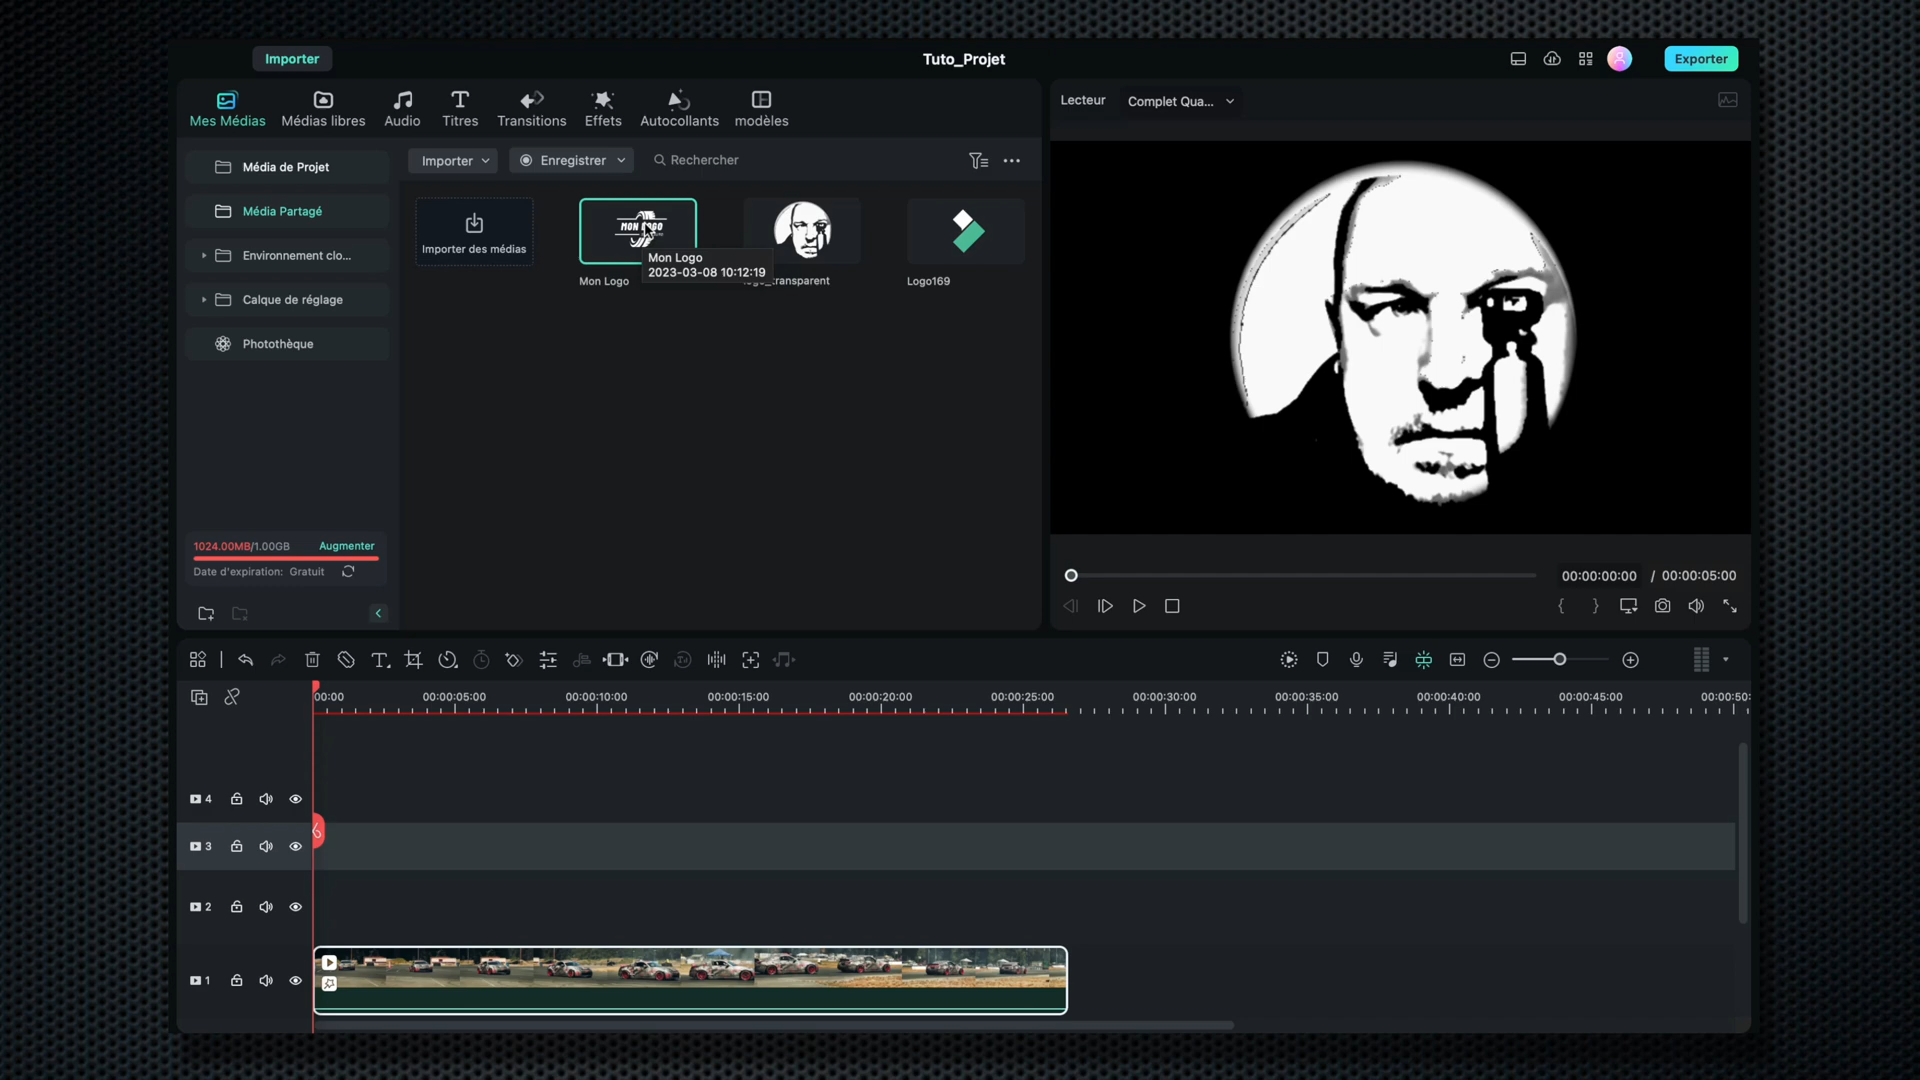 Importer
Tuto_Projet
Exporter
Mes Médias
Médias libres
Audio
Titres
Transitions
Effets
Autocollants
modèles
Lecteur
Complet Qua...
Média de Projet
Média Partagé
Environnement clo...
Calque de réglage
Photothèque
Importer
Enregistrer
Rechercher
Importer des médias
MON LOGO
Mon Logo
2023-03-08 10:12:19
Mon Logo
logo_transparent
Logo169
1024.00MB/1.00GB
Augmenter
Date d'expiration: Gratuit
00:00:00:00 / 00:00:05:00
{ }
00:00
00:00:05:00
00:00:10:00
00:00:15:00
00:00:20:00
00:00:25:00
00:00:30:00
00:00:35:00
00:00:40:00
00:00:45:00
00:00:50:
4
3
2
1